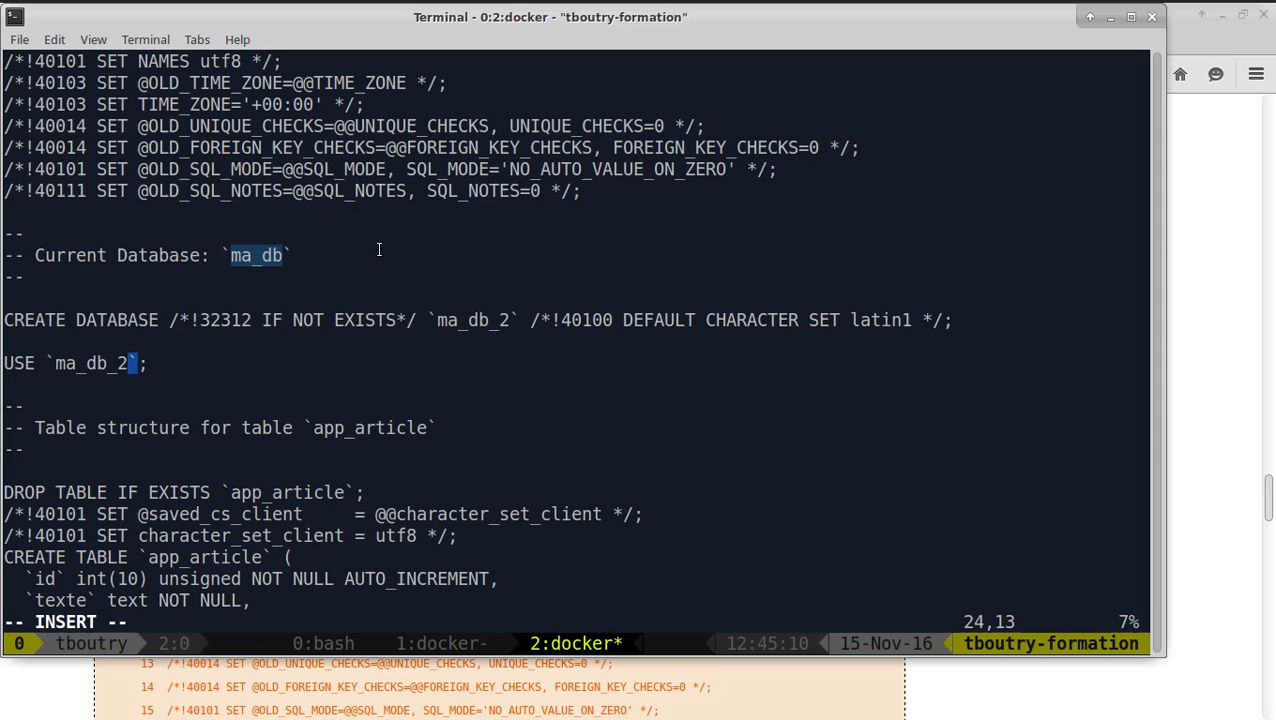 Terminal - 0:2:docker - "tboutry-formation"
File Edit View Terminal Tabs Help
/*!40101 SET NAMES utf8 */;
/*!40103 SET @OLD_TIME_ZONE=@@TIME_ZONE */;
/*!40103 SET TIME_ZONE='+00:00' */;
/*!40014 SET @OLD_UNIQUE_CHECKS=@@UNIQUE_CHECKS, UNIQUE_CHECKS=0 */;
/*!40014 SET @OLD_FOREIGN_KEY_CHECKS=@@FOREIGN_KEY_CHECKS, FOREIGN_KEY_CHECKS=0 */;
/*!40101 SET @OLD_SQL_MODE=@@SQL_MODE, SQL_MODE='NO_AUTO_VALUE_ON_ZERO' */;
/*!40111 SET @OLD_SQL_NOTES=@@SQL_NOTES, SQL_NOTES=0 */;
--
-- Current Database: `ma_db`
--
CREATE DATABASE /*!32312 IF NOT EXISTS*/ `ma_db_2` /*!40100 DEFAULT CHARACTER SET latin1 */;
USE `ma_db_2`;
--
-- Table structure for table `app_article`
--
DROP TABLE IF EXISTS `app_article`;
/*!40101 SET @saved_cs_client     = @@character_set_client */;
/*!40101 SET character_set_client = utf8 */;
CREATE TABLE `app_article` (
  `id` int(10) unsigned NOT NULL AUTO_INCREMENT,
  `texte` text NOT NULL,
-- INSERT -- 24,13 7%
0 tboutry 2:0 0:bash 1:docker- 2:docker* 12:45:10 15-Nov-16 tboutry-formation
13 /*!40014 SET @OLD_UNIQUE_CHECKS=@@UNIQUE_CHECKS, UNIQUE_CHECKS=0 */;
14 /*!40014 SET @OLD_FOREIGN_KEY_CHECKS=@@FOREIGN_KEY_CHECKS, FOREIGN_KEY_CHECKS=0 */;
15 /*!40101 SET @OLD_SQL_MODE=@@SQL_MODE, SQL_MODE='NO_AUTO_VALUE_ON_ZERO' */;